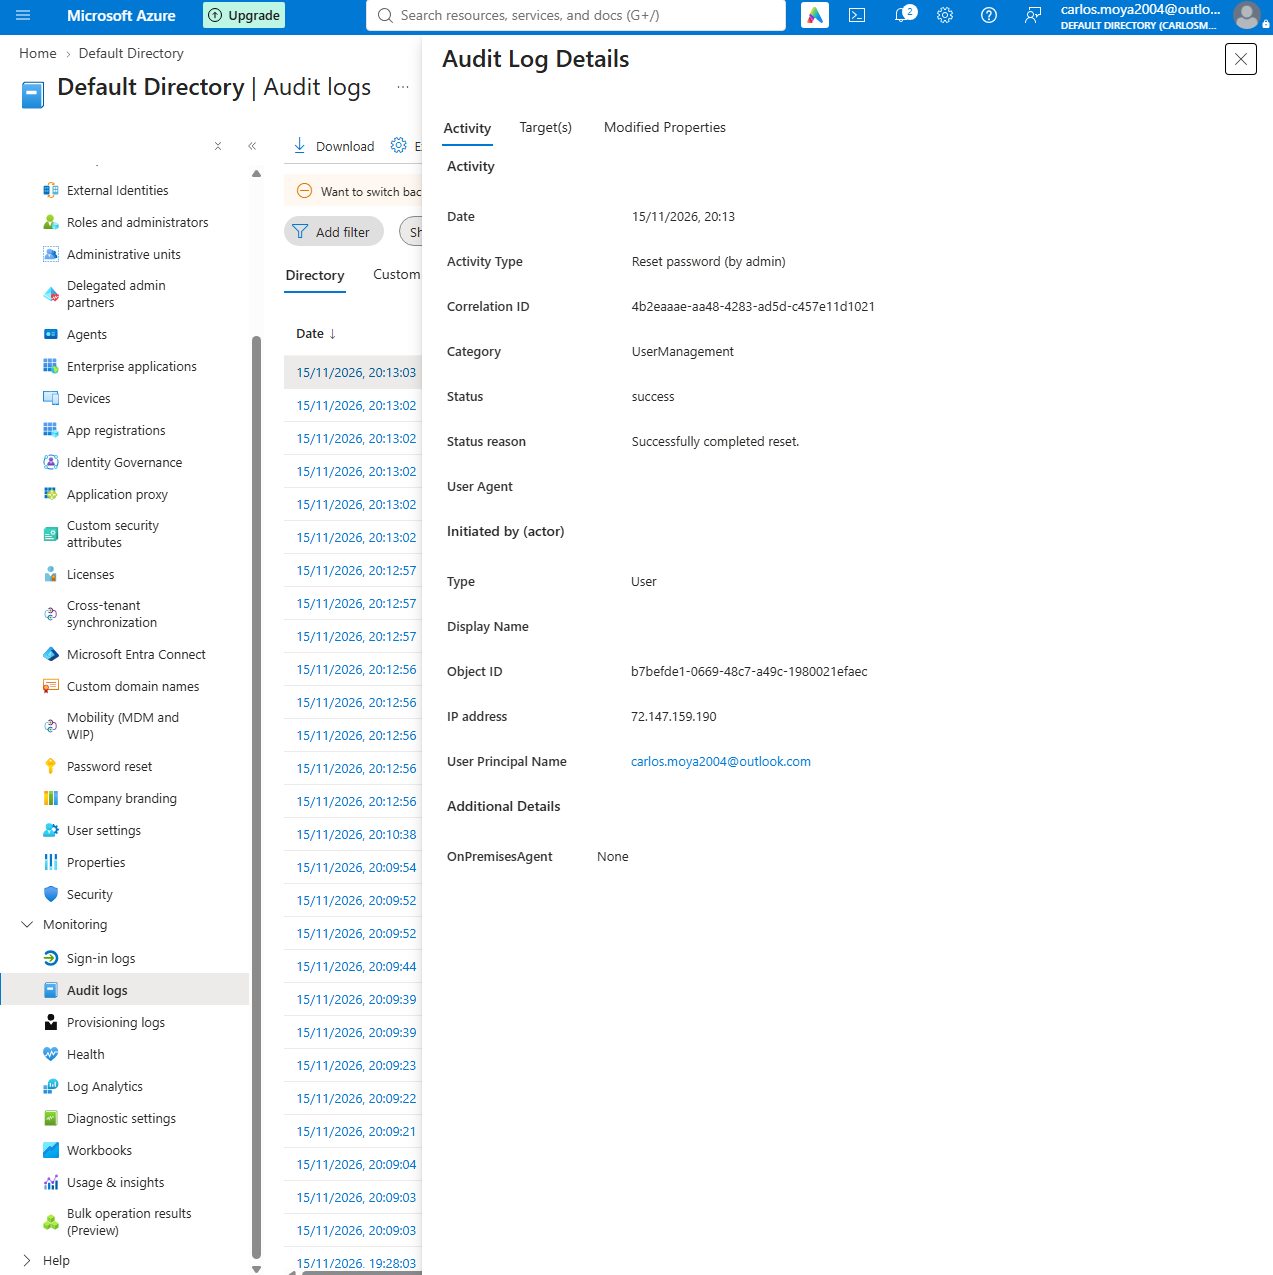 Microsoft Azure
Upgrade
Search resources, services, and docs (G+/)
2
carlos.moya2004@outlo...
DEFAULT DIRECTORY (CARLOSM...
Home > Default Directory
Default Directory | Audit logs
...
External Identities
Roles and administrators
Administrative units
Delegated admin
partners
Agents
Enterprise applications
Devices
App registrations
Identity Governance
Application proxy
Custom security
attributes
Licenses
Cross-tenant
synchronization
Microsoft Entra Connect
Custom domain names
Mobility (MDM and
WIP)
Password reset
Company branding
User settings
Properties
Security
Monitoring
Sign-in logs
Audit logs
Provisioning logs
Health
Log Analytics
Diagnostic settings
Workbooks
Usage & insights
Bulk operation results
(Preview)
Help
Download
Want to switch bac
Add filter
Sh
Directory
Custom
Date ↓
15/11/2026, 20:13:03
15/11/2026, 20:13:02
15/11/2026, 20:13:02
15/11/2026, 20:13:02
15/11/2026, 20:13:02
15/11/2026, 20:13:02
15/11/2026, 20:12:57
15/11/2026, 20:12:57
15/11/2026, 20:12:57
15/11/2026, 20:12:56
15/11/2026, 20:12:56
15/11/2026, 20:12:56
15/11/2026, 20:12:56
15/11/2026, 20:12:56
15/11/2026, 20:10:38
15/11/2026, 20:09:54
15/11/2026, 20:09:52
15/11/2026, 20:09:52
15/11/2026, 20:09:44
15/11/2026, 20:09:39
15/11/2026, 20:09:39
15/11/2026, 20:09:23
15/11/2026, 20:09:22
15/11/2026, 20:09:21
15/11/2026, 20:09:04
15/11/2026, 20:09:03
15/11/2026, 20:09:03
15/11/2026, 19:28:03
Audit Log Details
Activity
Target(s)
Modified Properties
Activity
Date 15/11/2026, 20:13
Activity Type Reset password (by admin)
Correlation ID 4b2eaaae-aa48-4283-ad5d-c457e11d1021
Category UserManagement
Status success
Status reason Successfully completed reset.
User Agent
Initiated by (actor)
Type User
Display Name
Object ID b7befde1-0669-48c7-a49c-1980021efaec
IP address 72.147.159.190
User Principal Name carlos.moya2004@outlook.com
Additional Details
OnPremisesAgent None